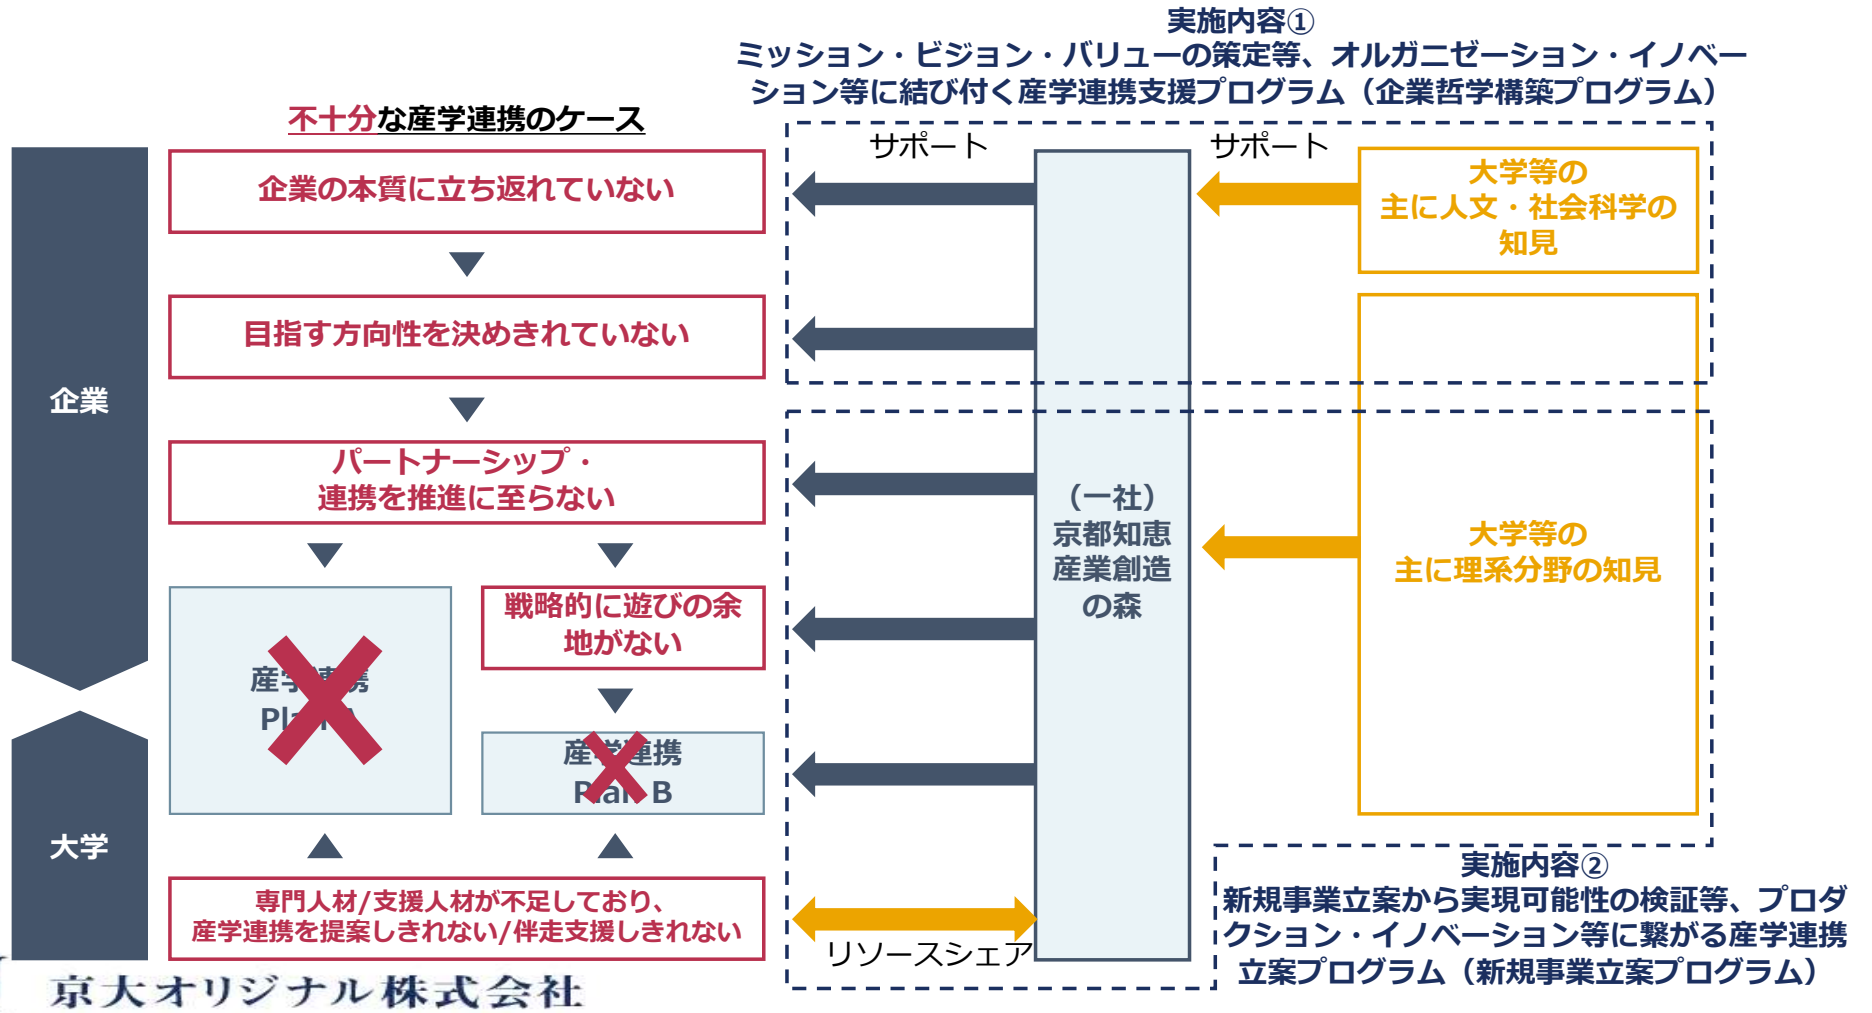 実施内容①
ミッション・ビジョン・バリューの策定等、オルガニゼーション・イノベー
ション等に結び付く産学連携支援プログラム（企業哲学構築プログラム）
不十分な産学連携のケース
企業
大学
企業の本質に立ち返れていない
目指す方向性を決めきれていない
パートナーシップ・
連携を推進に至らない
産学連携
Plan A
戦略的に遊びの余
地がない
産学連携
Plan B
専門人材/支援人材が不足しており、
産学連携を提案しきれない/伴走支援しきれない
サポート
サポート
（一社）
京都知恵
産業創造
の森
リソースシェア
大学等の
主に人文・社会科学の
知見
大学等の
主に理系分野の知見
実施内容②
新規事業立案から実現可能性の検証等、プロダ
クション・イノベーション等に繋がる産学連携
立案プログラム（新規事業立案プログラム）
京大オリジナル株式会社